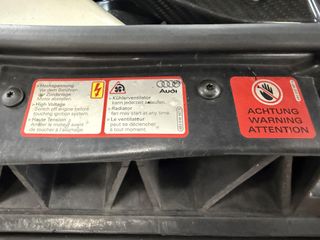 • Hochspannung
vor dem Berühren
der Zündanlage
Motor abstellen
• High Voltage
Switch off engine before
touching ignition system.
• Haute Tension
Arrêter le moteur avant
de toucher à l'allumage
• Kühlerventilator
kann jederzeit anlaufen.
• Radiator
fan may start at any time.
• Le ventilateur
peut se déclencher
à tout moment.
Audi
ACHTUNG
WARNING
ATTENTION